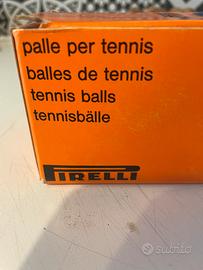 palle per tennis
balles de tennis
tennis balls
tennisbälle
PIRELLI
subito